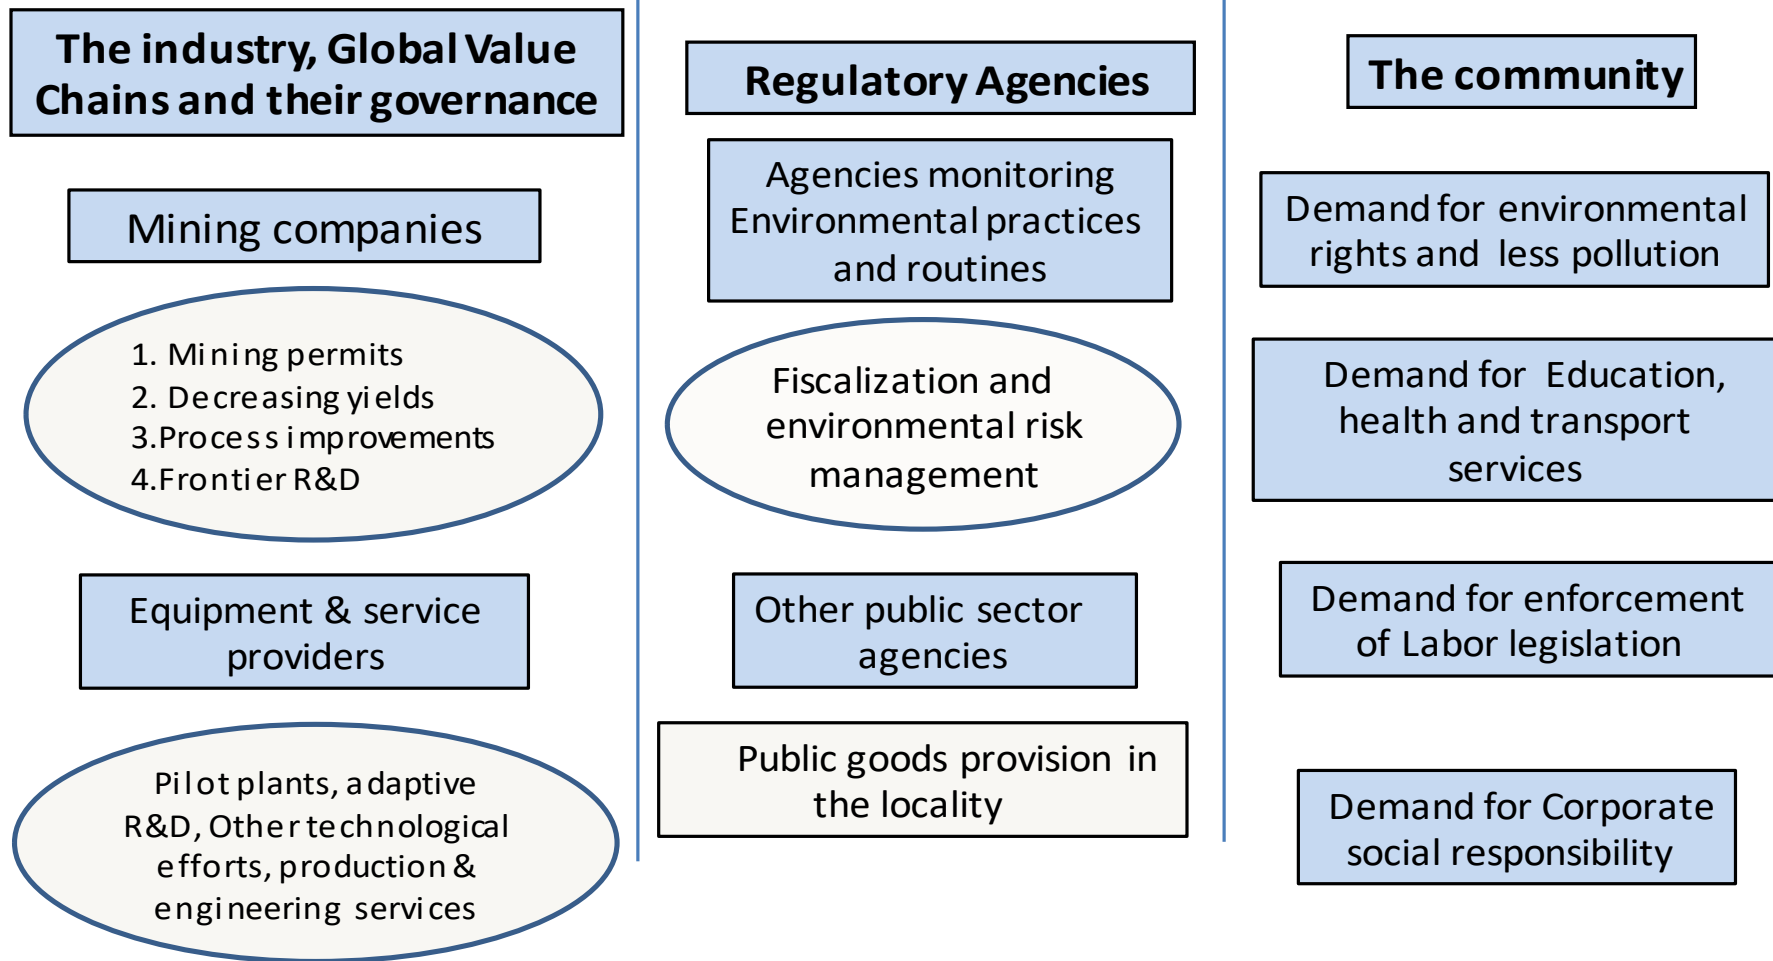 The industry, Global Value
Chains and their governance
Mining companies
1. Mining permits
2. Decreasing yields
3.Process improvements
4.Frontier R&D
Equipment & service
providers
Pilot plants, adaptive
R&D, Other technological
efforts, production &
engineering services
Regulatory Agencies
Agencies monitoring
Environmental practices
and routines
Fiscalization and
environmental risk
management
Other public sector
agencies
Public goods provision in
the locality
The community
Demand for environmental
rights and less pollution
Demand for Education,
health and transport
services
Demand for enforcement
of Labor legislation
Demand for Corporate
social responsibility